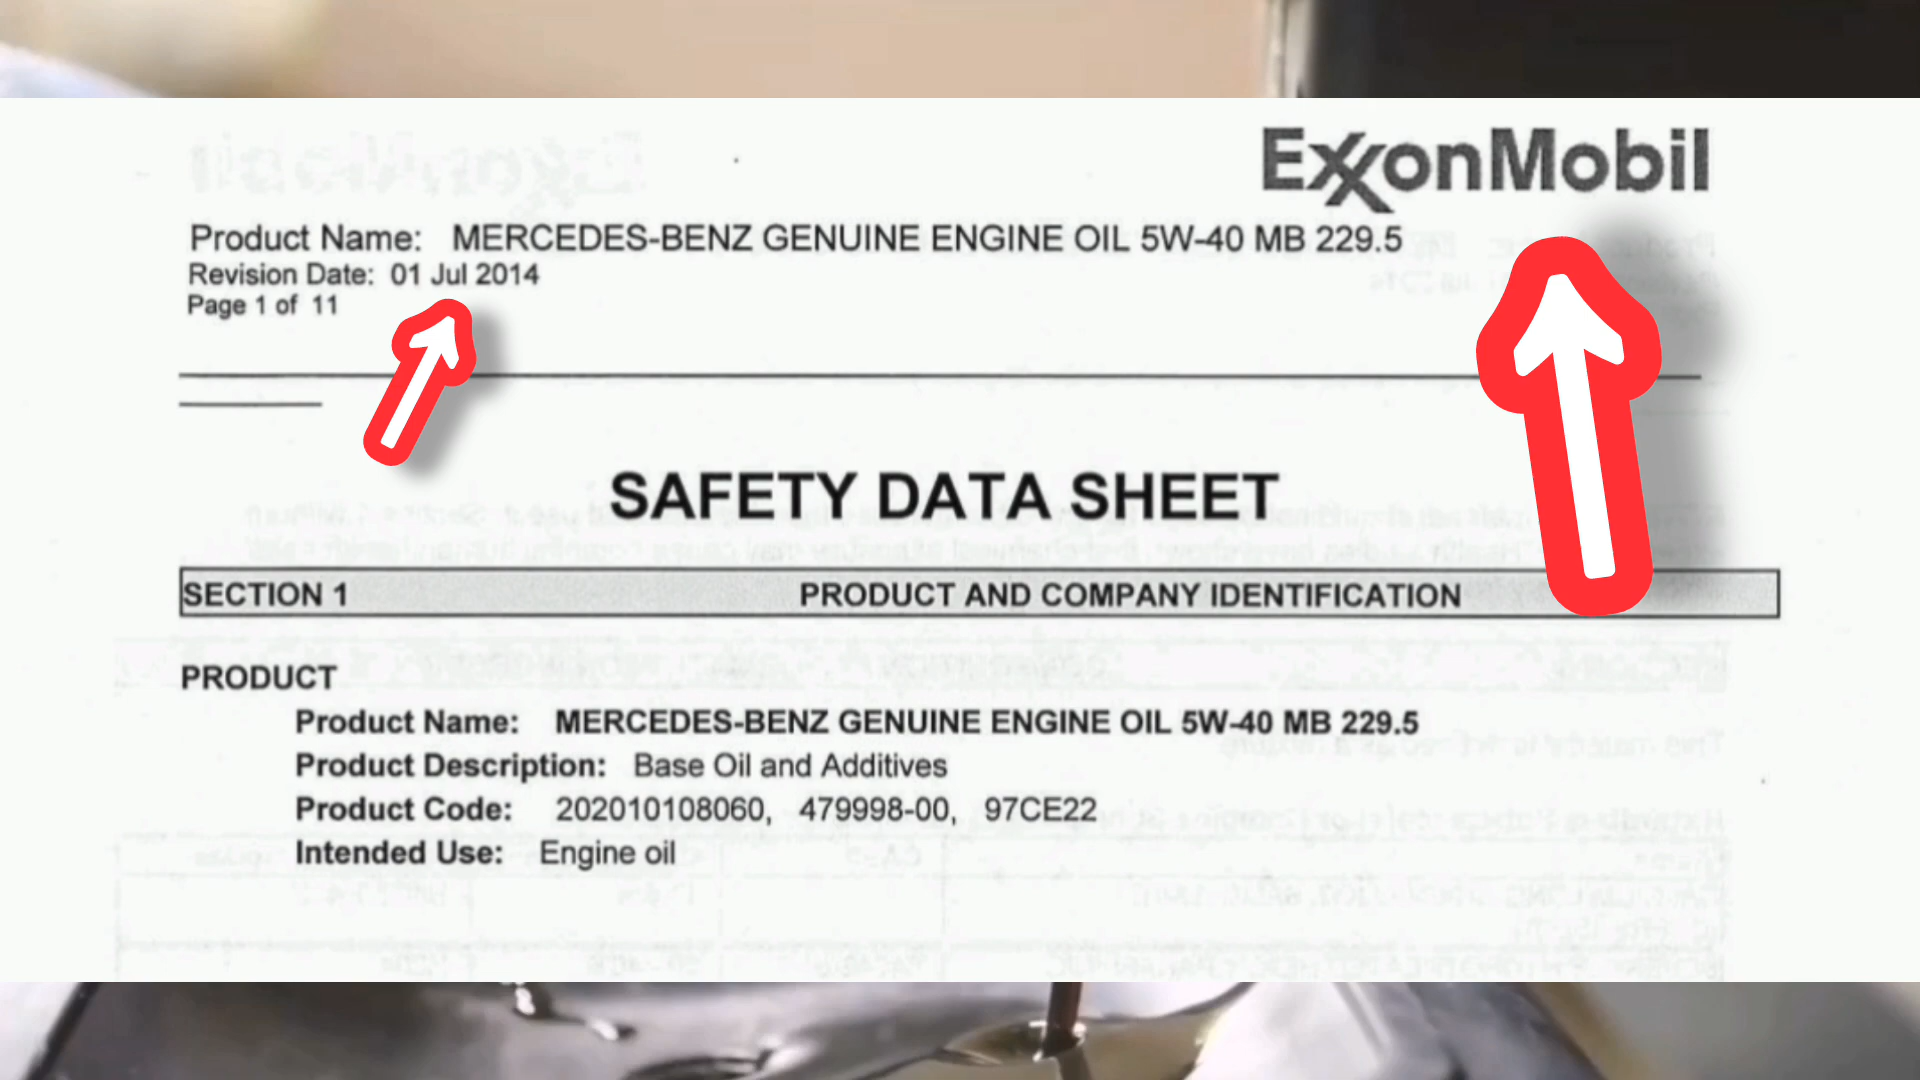 ExxonMobil
Product Name: MERCEDES-BENZ GENUINE ENGINE OIL 5W-40 MB 229.5
Revision Date: 01 Jul 2014
Page 1 of 11
SAFETY DATA SHEET
SECTION 1 PRODUCT AND COMPANY IDENTIFICATION
PRODUCT
Product Name: MERCEDES-BENZ GENUINE ENGINE OIL 5W-40 MB 229.5
Product Description: Base Oil and Additives
Product Code: 202010108060, 479998-00, 97CE22
Intended Use: Engine oil